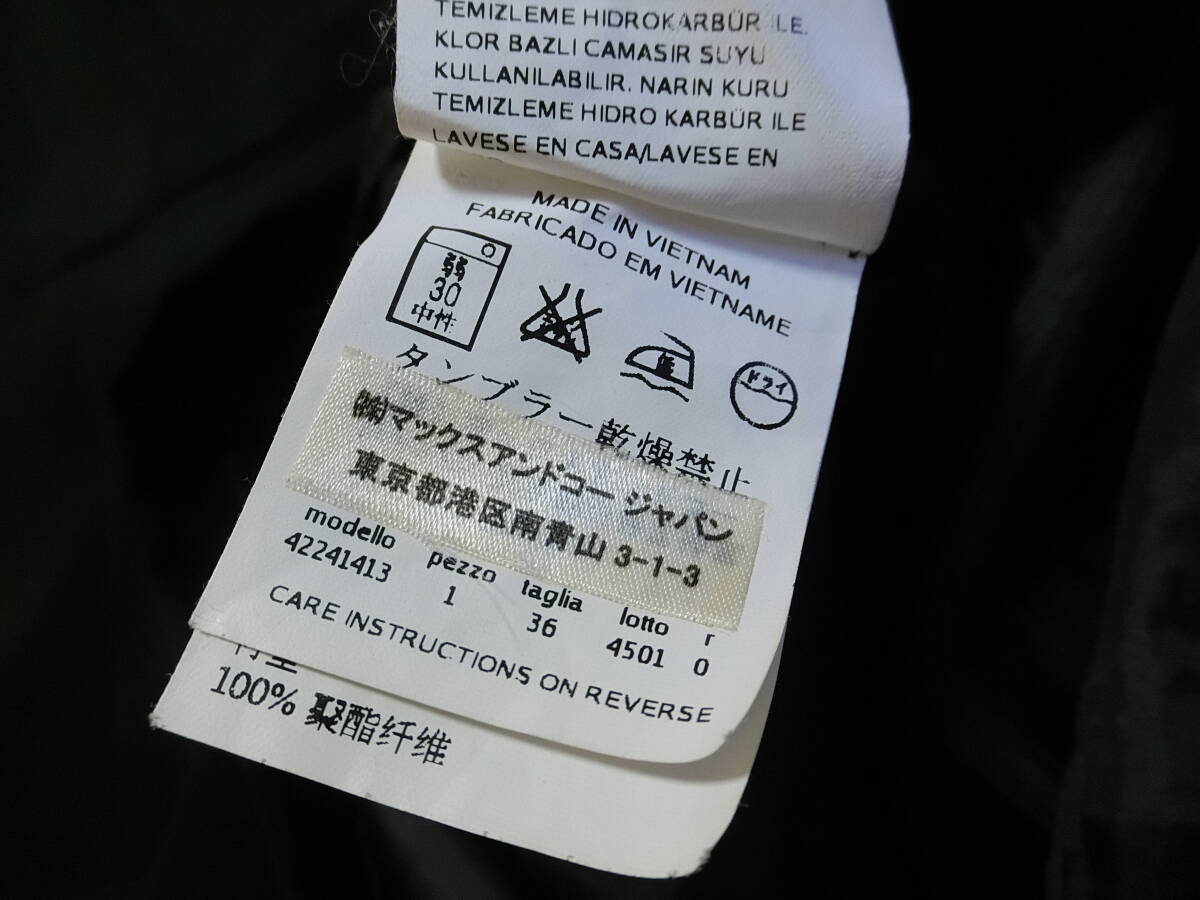 TEMIZLEME HIDROKARBÜR ILE.
KLOR BAZLI CAMASIR SUYU
KULLANILABILIR. NARIN KURU
TEMIZLEME HIDRO KARBÜR ILE
LAVESE EN CASA/LAVESE EN
MADE IN VIETNAM
FABRICADO EM VIETNAME
弱
30
中性
ドライ
タンブラー乾燥禁止
㈱マックスアンドコー ジャパン
東京都港区南青山 3-1-3
modello pezzo taglia lotto r
42241413 1 36 4501 0
CARE INSTRUCTIONS ON REVERSE
100% 聚酯纤维